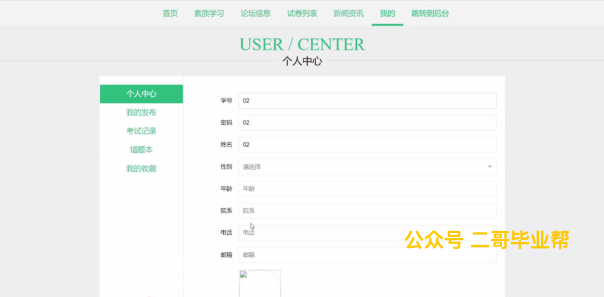 首页 素质学习 论坛信息 试卷列表 新闻资讯 我的 跳转到后台
USER / CENTER
个人中心
个人中心
我的发布
考试记录
错题本
我的收藏
学号 02
密码 02
姓名 02
性别 请选择
年龄 年龄
院系 院系
电话 电话
邮箱 邮箱
公众号 二哥毕业帮